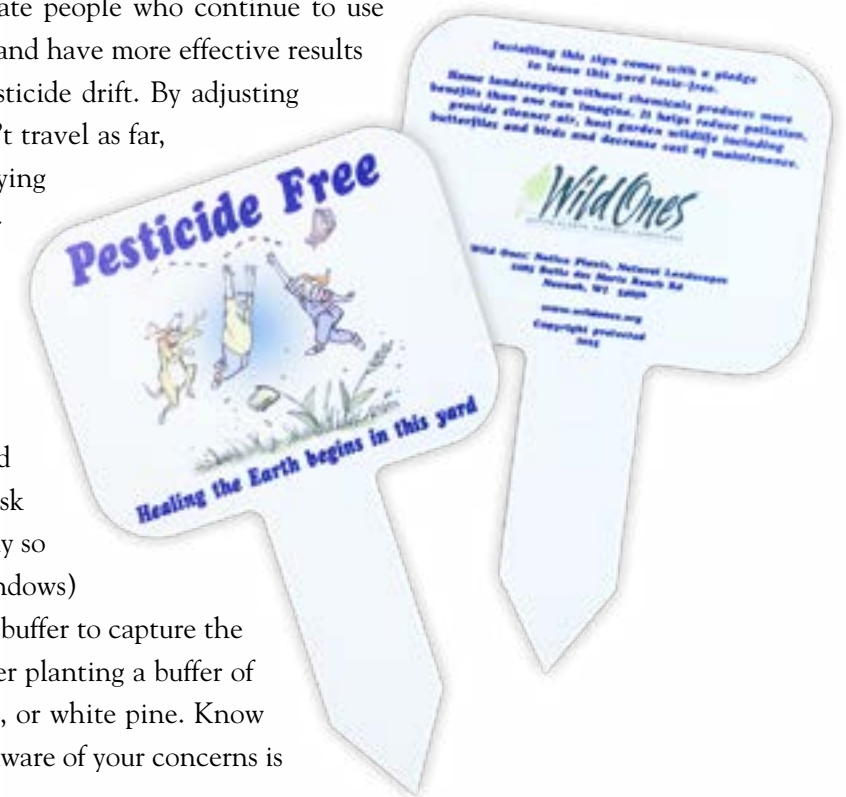 ate people who continue to use
and have more effective results
sticide drift. By adjusting
't travel as far,
ying
d
sk
y so
ndows)
buffer to capture the
er planting a buffer of
, or white pine. Know
ware of your concerns is
Pesticide Free
Healing the Earth begins in this yard
Installing this sign comes with a pledge
to leave this yard toxic-free.
Home landscaping without chemicals produces more
benefits than one can imagine. It helps reduce pollution,
provide cleaner air, host garden wildlife including
butterflies and birds and decrease cost of maintenance.
Wild Ones
Wild Ones: Native Plants, Natural Landscapes
Butte des Morts Beach Rd
Neenah, WI
www.wildones.org
Copyright protected